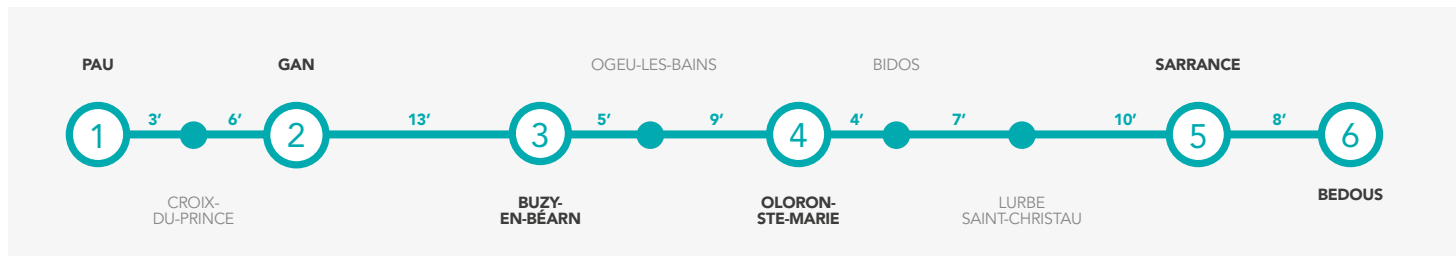 PAU
GAN
OGEU-LES-BAINS
BIDOS
SARRANCE
1 3’ 6’ 2 13’ 3 5’ 9’ 4 4’ 7’ 10’ 5 8’ 6
CROIX-
DU-PRINCE
BUZY-
EN-BÉARN
OLORON-
STE-MARIE
LURBE
SAINT-CHRISTAU
BEDOUS